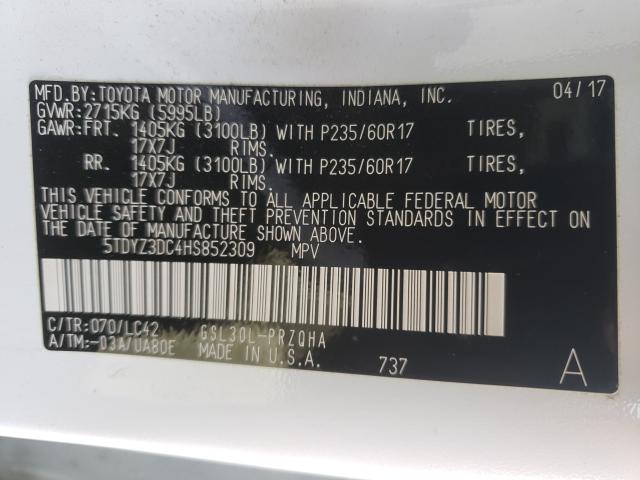 MFD.BY:TOYOTA MOTOR MANUFACTURING, INDIANA, INC. 04/17
GVWR:2715KG (5995LB)
GAWR:FRT. 1405KG (3100LB) WITH P235/60R17 TIRES,
17X7J RIMS.
RR. 1405KG (3100LB) WITH P235/60R17 TIRES,
17X7J RIMS.
THIS VEHICLE CONFORMS TO ALL APPLICABLE FEDERAL MOTOR
VEHICLE SAFETY AND THEFT PREVENTION STANDARDS IN EFFECT ON
THE DATE OF MANUFACTURE SHOWN ABOVE.
5TDYZ3DC4HS852309 MPV
C/TR:070/LC42 GSL30L-PRZQHA
A/TM:-03A/UA80E MADE IN U.S.A. 737 A